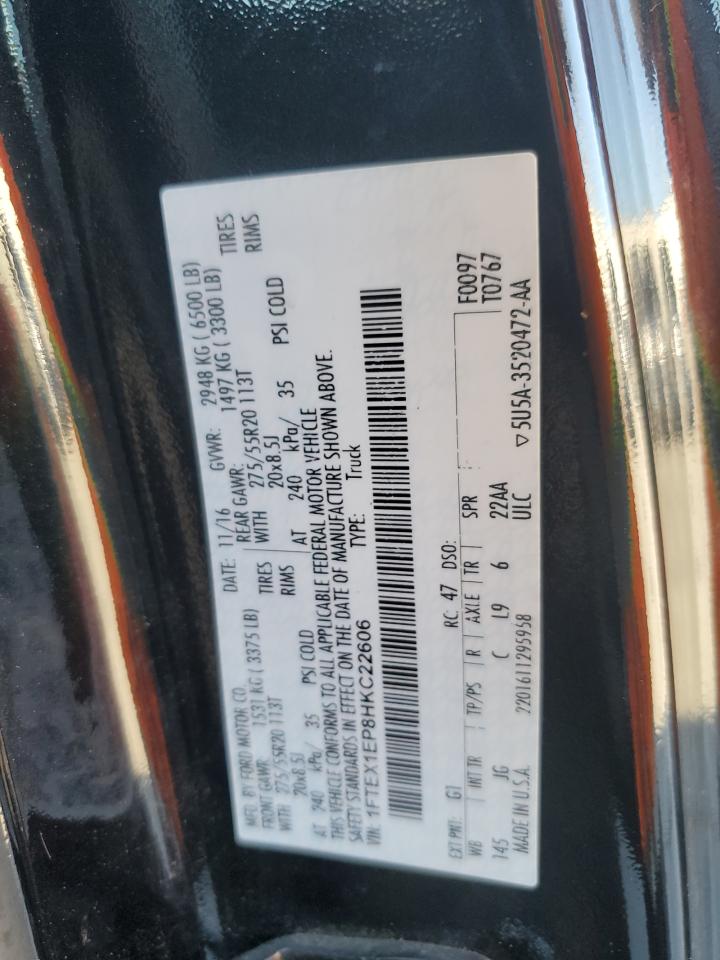 MFD. BY FORD MOTOR CO. DATE: 11/16 GVWR: 2948 KG ( 6500 LB)
FRONT GAWR: 1531 KG ( 3375 LB) REAR GAWR: 1497 KG ( 3300 LB)
WITH 275/55R20 113T TIRES WITH 275/55R20 113T TIRES
20x8.5J RIMS 20x8.5J RIMS
AT 240 kPa/ 35 PSI COLD AT 240 kPa/ 35 PSI COLD
THIS VEHICLE CONFORMS TO ALL APPLICABLE FEDERAL MOTOR VEHICLE
SAFETY STANDARDS IN EFFECT ON THE DATE OF MANUFACTURE SHOWN ABOVE.
VIN: 1FTEX1EP8HKC22606 TYPE: Truck
EXT PNT: G1 RC: 47 DSO: F0097
WB INT TR TP/PS R AXLE TR SPR T0767
145 JG C L9 6 22AA
MADE IN U.S.A. 2201611295958 ULC ▽ 5U5A-3520472-AA